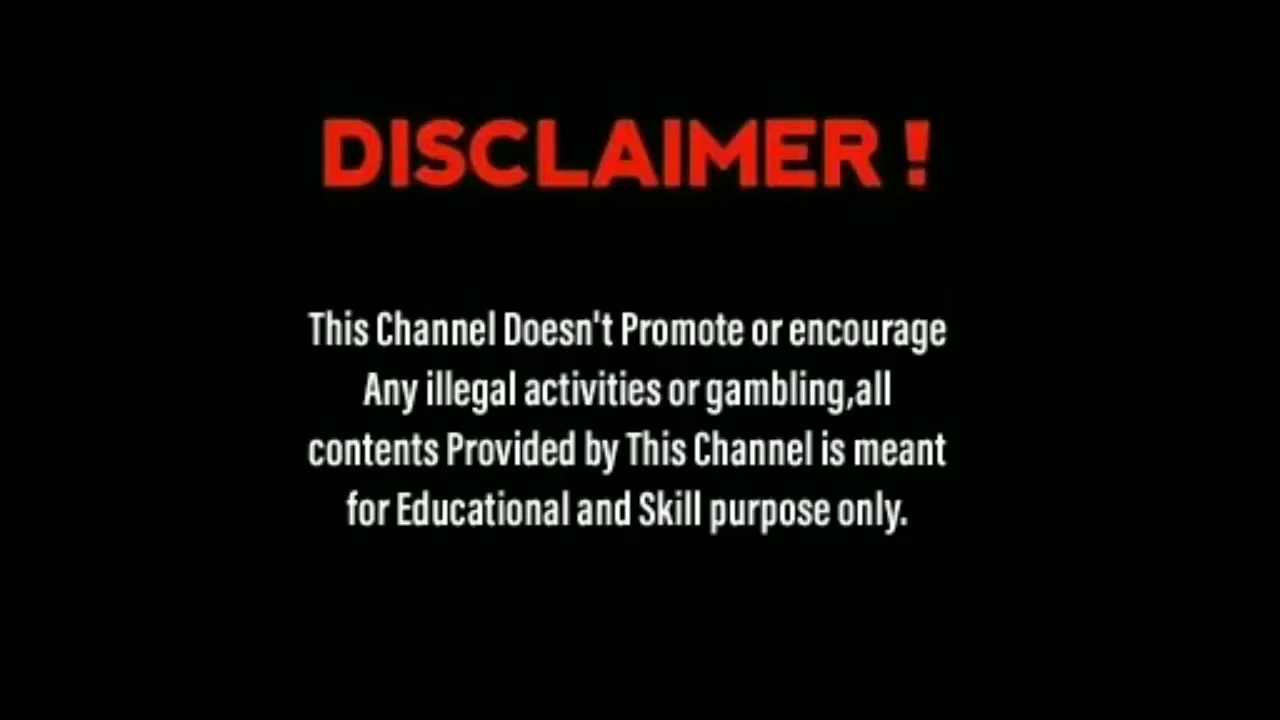 DISCLAIMER !
This Channel Doesn't Promote or encourage
Any illegal activities or gambling,all
contents Provided by This Channel is meant
for Educational and Skill purpose only.